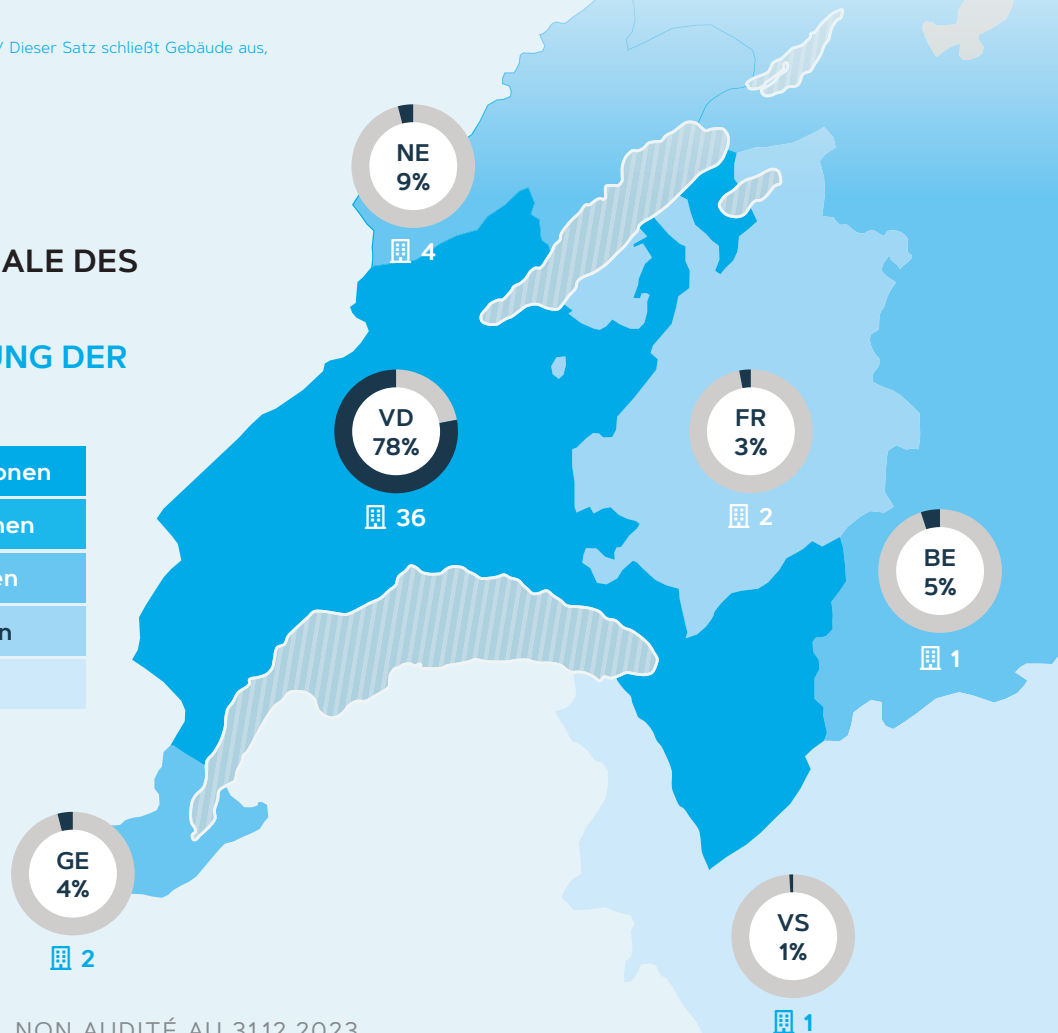 / Dieser Satz schließt Gebäude aus,
NE
9%
4
ALE DES
UNG DER
VD
78%
36
FR
3%
2
onen
nen
en
n
BE
5%
1
GE
4%
2
VS
1%
1
NON AUDITÉ AU 31.12.2023